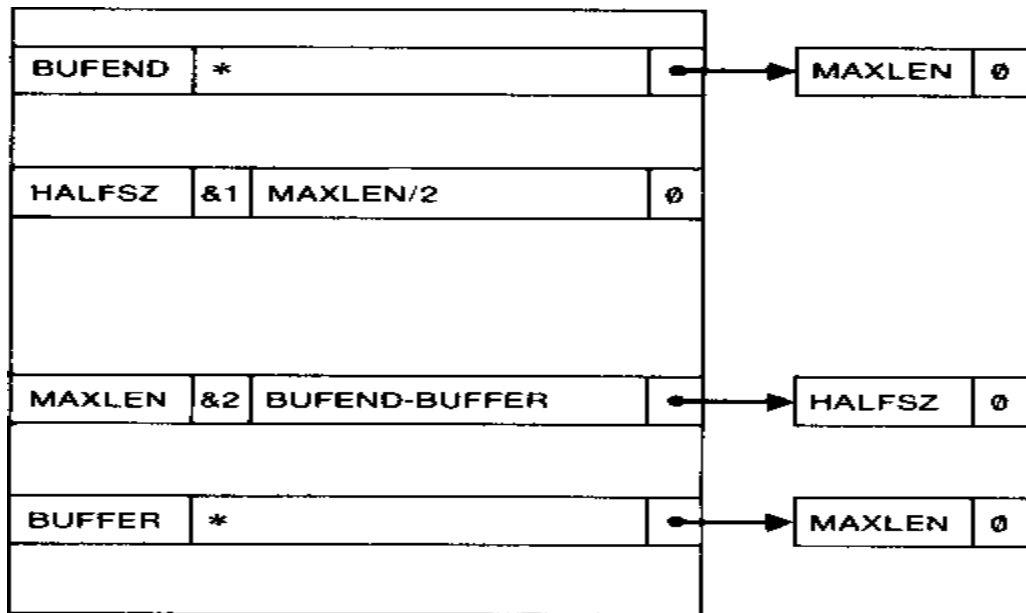 BUFEND * MAXLEN Ø
HALFSZ &1 MAXLEN/2 Ø
MAXLEN &2 BUFEND-BUFFER HALFSZ Ø
BUFFER * MAXLEN Ø